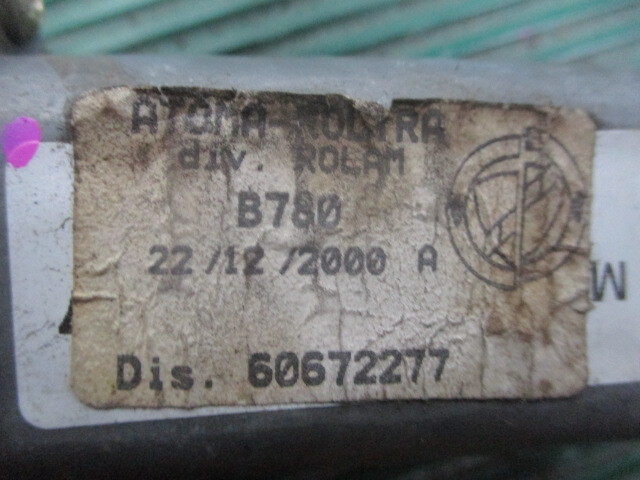 ATOMA-ROLTRA
div. ROLAM
B780
22/12/2000 A
Dis. 60672277
M